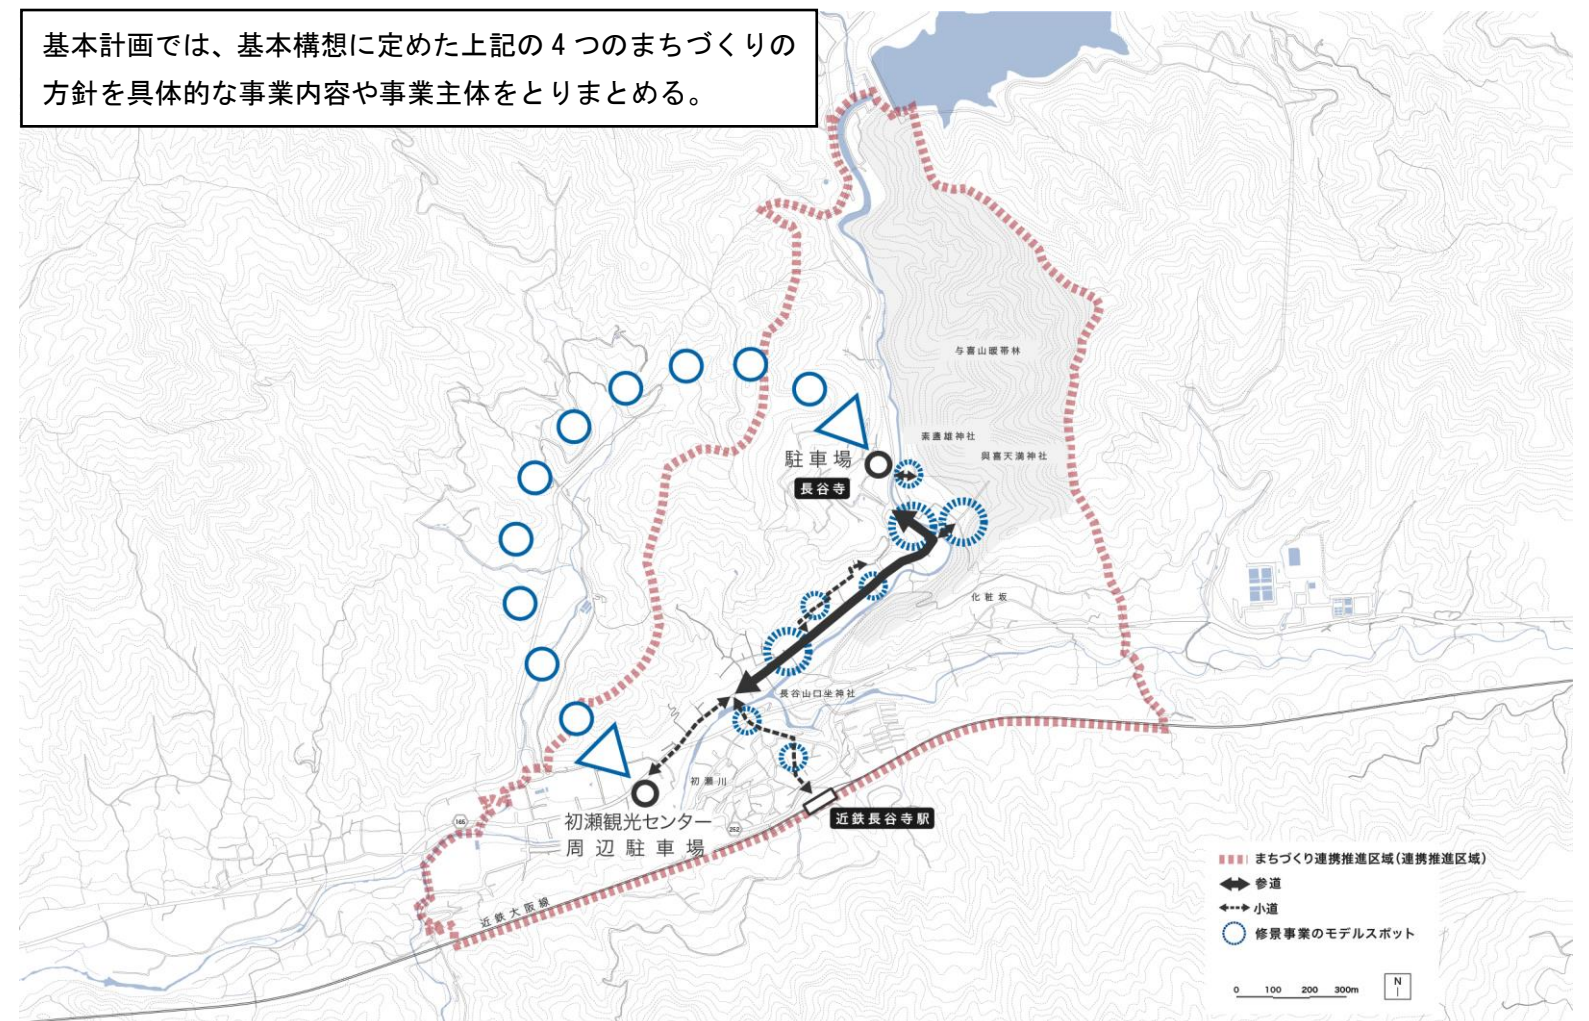 基本計画では、基本構想に定めた上記の4つのまちづくりの
方針を具体的な事業内容や事業主体をとりまとめる。
与喜山暖帯林
素盞雄神社
與喜天満神社
駐車場
長谷寺
化粧坂
長谷山口坐神社
初瀬川
初瀬観光センター
周辺駐車場
165
252
近鉄長谷寺駅
近鉄大阪線
まちづくり連携推進区域(連携推進区域)
参道
小道
修景事業のモデルスポット
0 100 200 300m
N